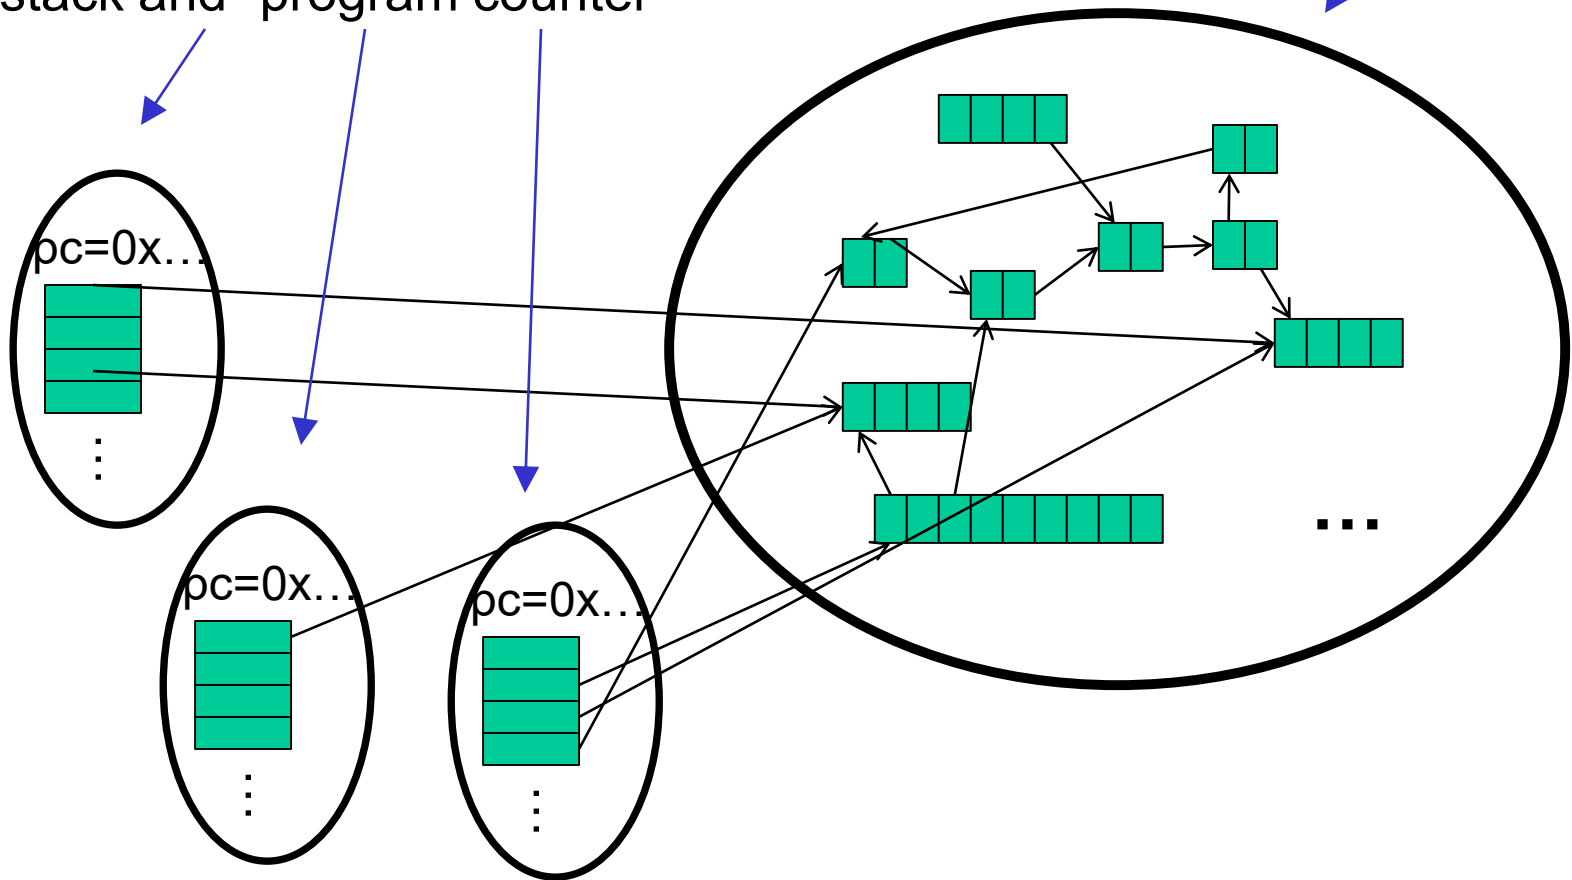 stack and program counter
pc=0x…
pc=0x…
pc=0x…
…